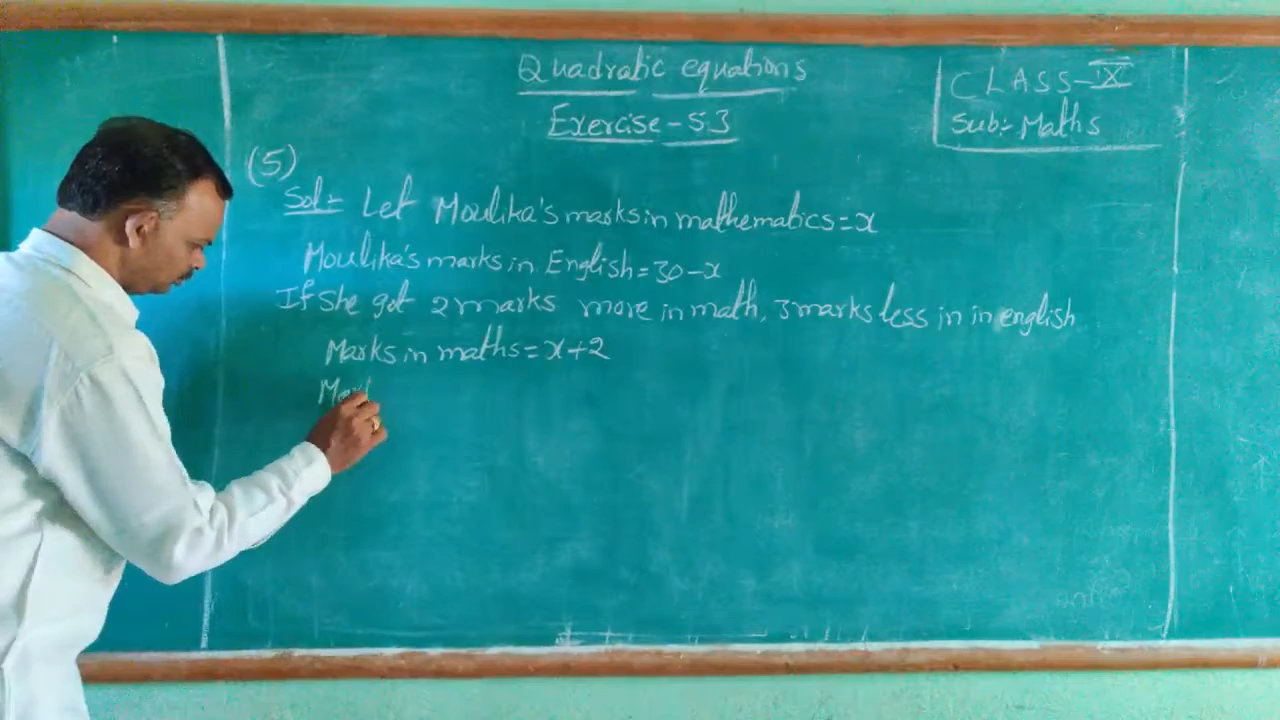 Quadratic equations
Exercise-5.3
CLASS-X
Sub:- Maths
(5)
Sol:- Let Moulika's marks in mathematics=x
Moulika's marks in English=30-x
If She got 2 marks more in math, 3 marks less in in english
Marks in maths=x+2